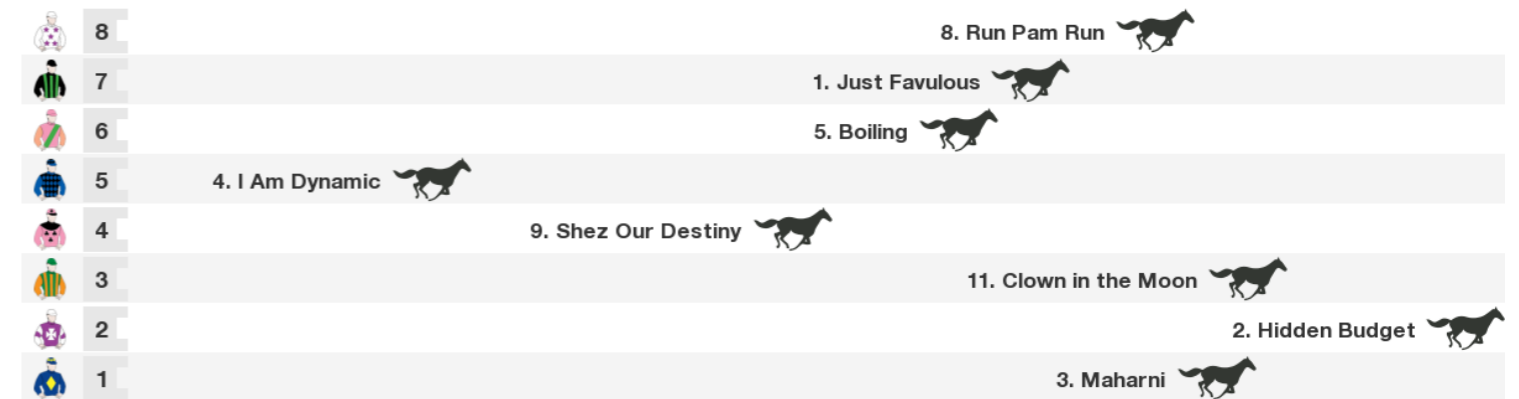 8 8. Run Pam Run
7 1. Just Favulous
6 5. Boiling
5 4. I Am Dynamic
4 9. Shez Our Destiny
3 11. Clown in the Moon
2 2. Hidden Budget
1 3. Maharni